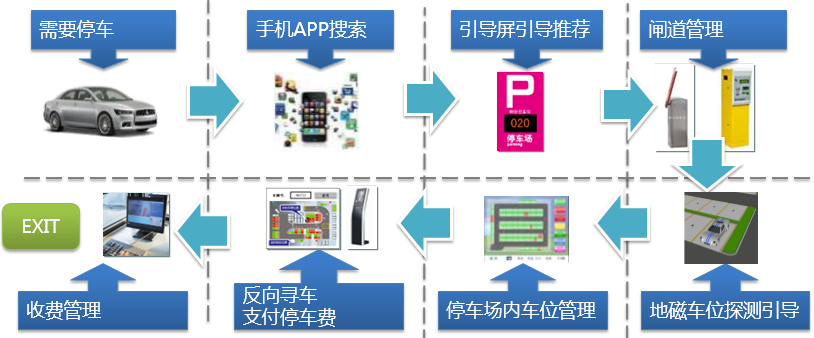 需要停车
手机APP搜索
引导屏引导推荐
闸道管理
P
020
停车场
parking
EXIT
收费管理
反向寻车
支付停车费
停车场内车位管理
地磁车位探测引导